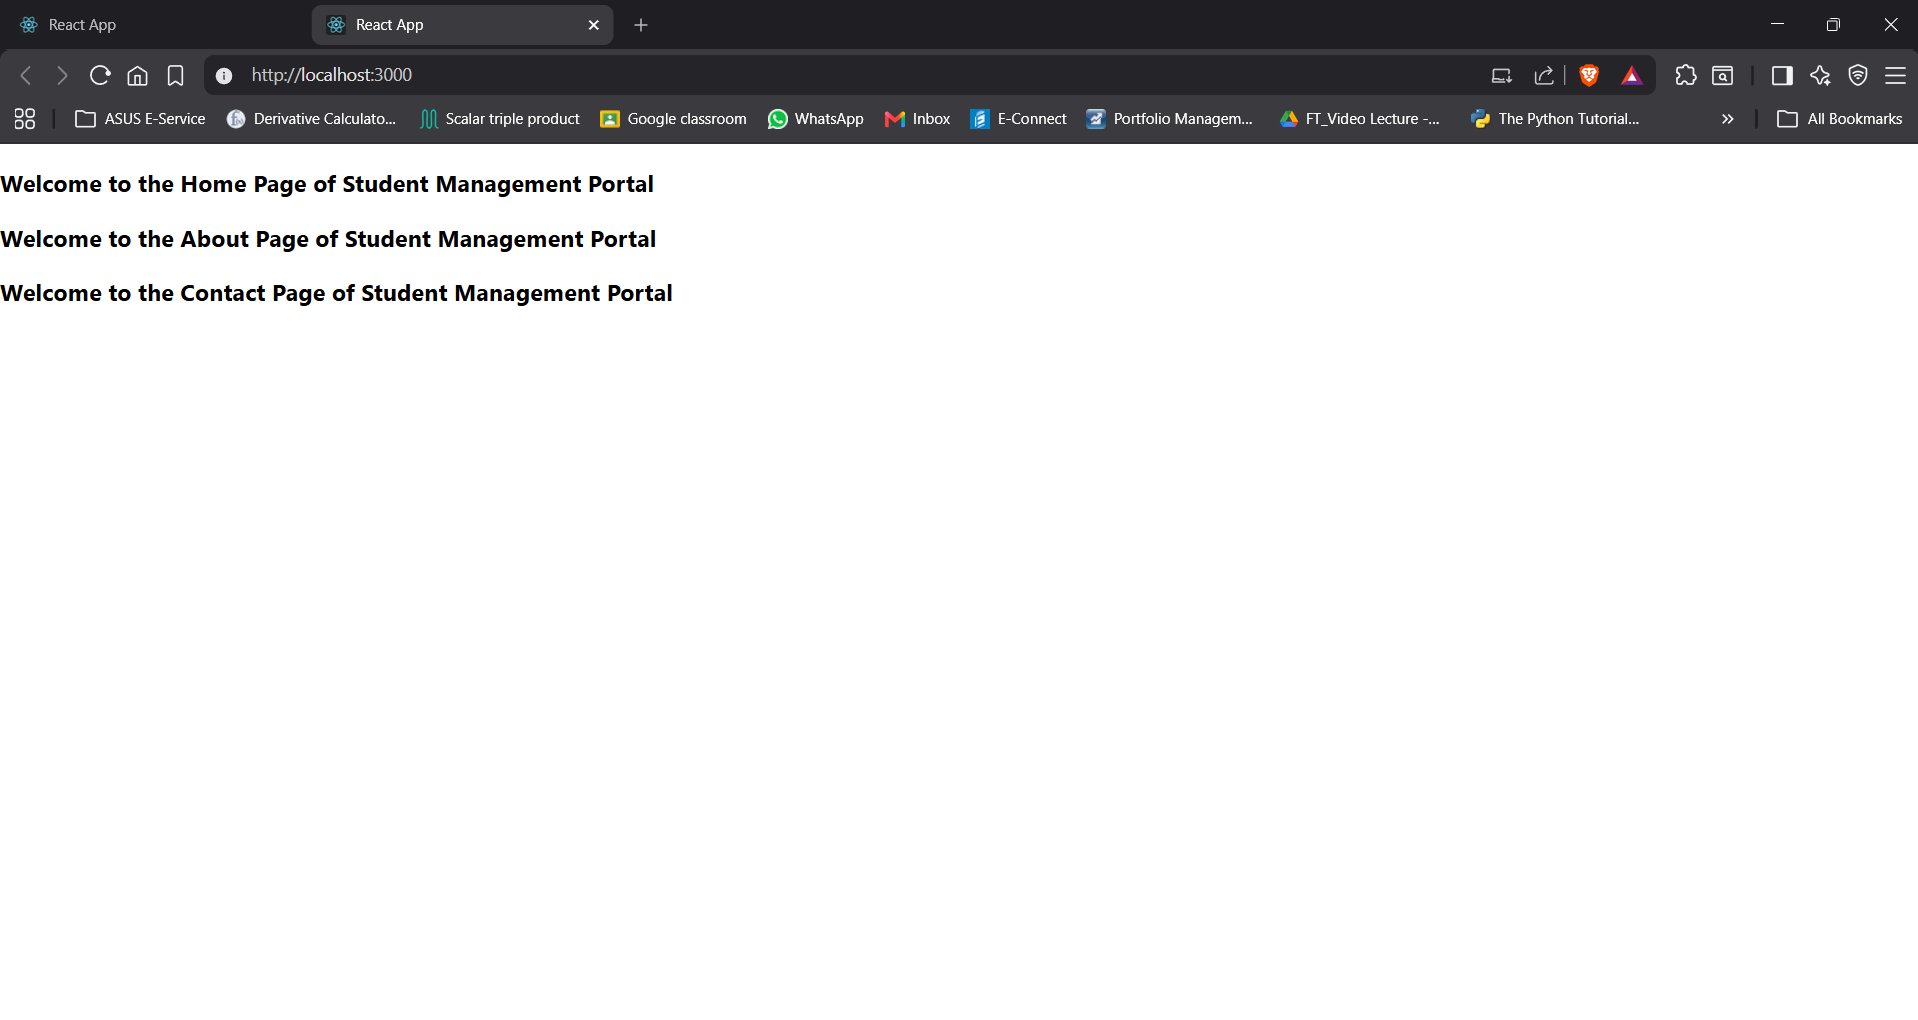 React App
React App
http://localhost:3000
ASUS E-Service Derivative Calculato... Scalar triple product Google classroom WhatsApp Inbox E-Connect Portfolio Managem... FT_Video Lecture -... The Python Tutorial... » All Bookmarks
Welcome to the Home Page of Student Management Portal
Welcome to the About Page of Student Management Portal
Welcome to the Contact Page of Student Management Portal